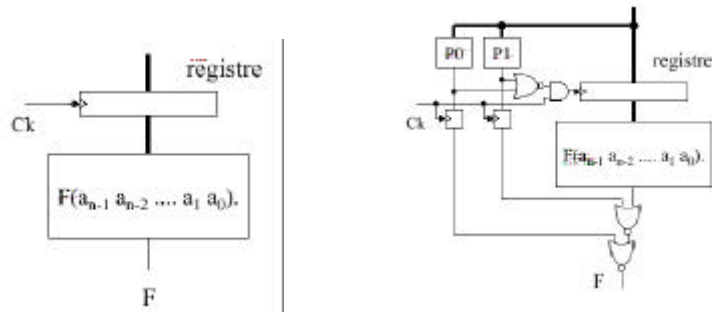 registre
Ck
F(aₙ₋₁ aₙ₋₂ .... a₁ a₀).
F
P0 P1
registre
Ck
F(aₙ₋₁ aₙ₋₂ .... a₁ a₀).
F